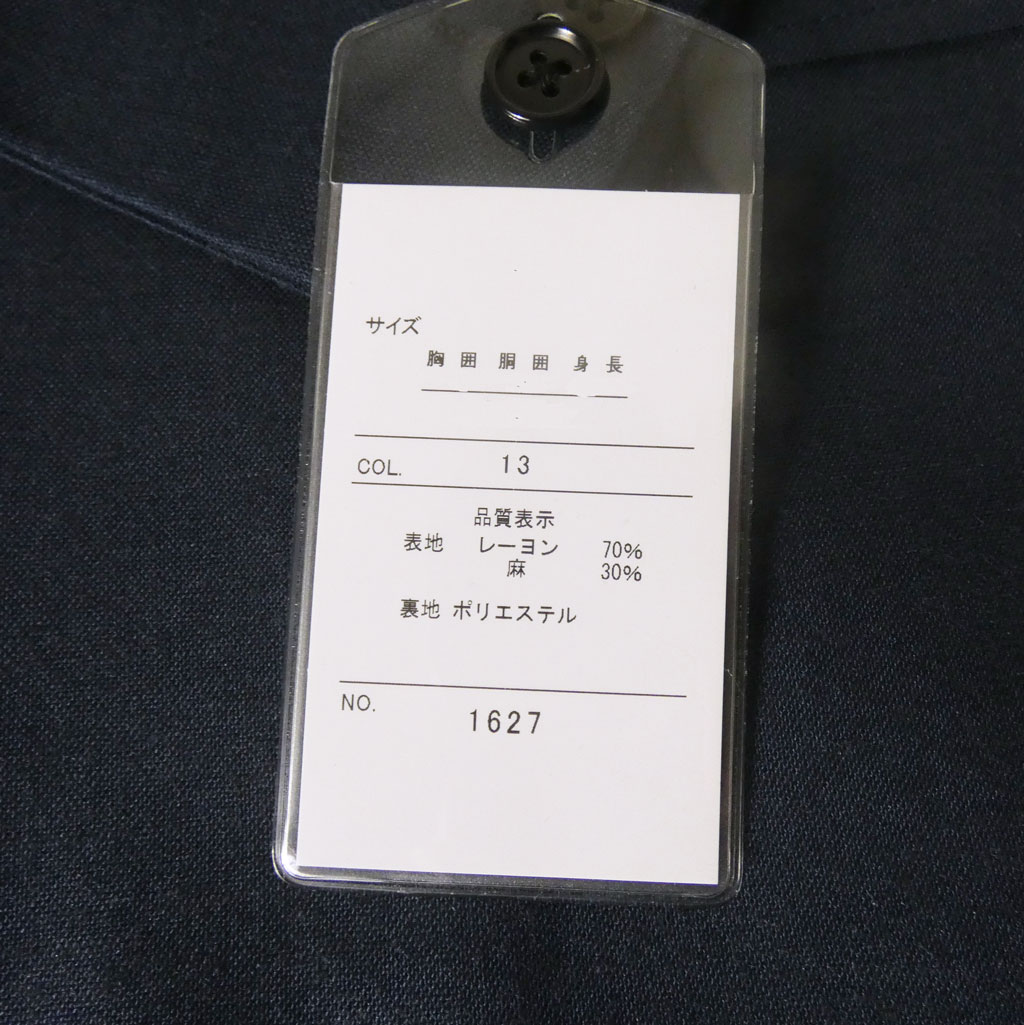 サイズ
胸囲 胴囲 身長
COL. 13
品質表示
表地 レーヨン 70%
麻 30%
裏地 ポリエステル
NO. 1627